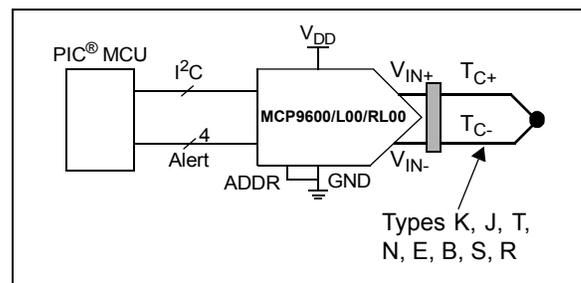 PIC® MCU
I²C
4
Alert
V_DD
MCP9600/L00/RL00
ADDR
GND
V_IN+
V_IN-
T_C+
T_C-
Types K, J, T,
N, E, B, S, R